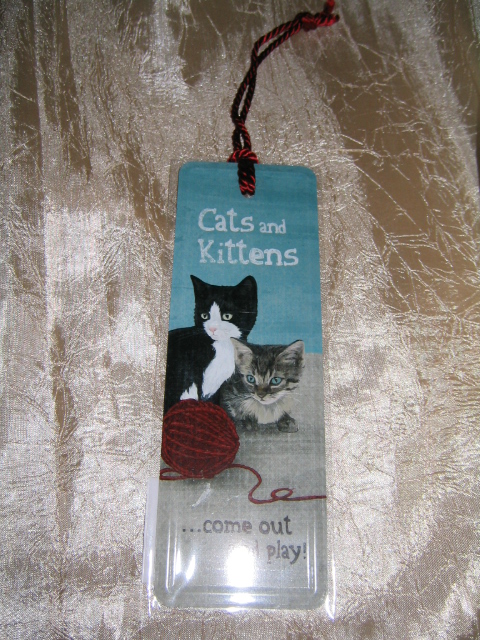 Cats and
Kittens
...come out
play!